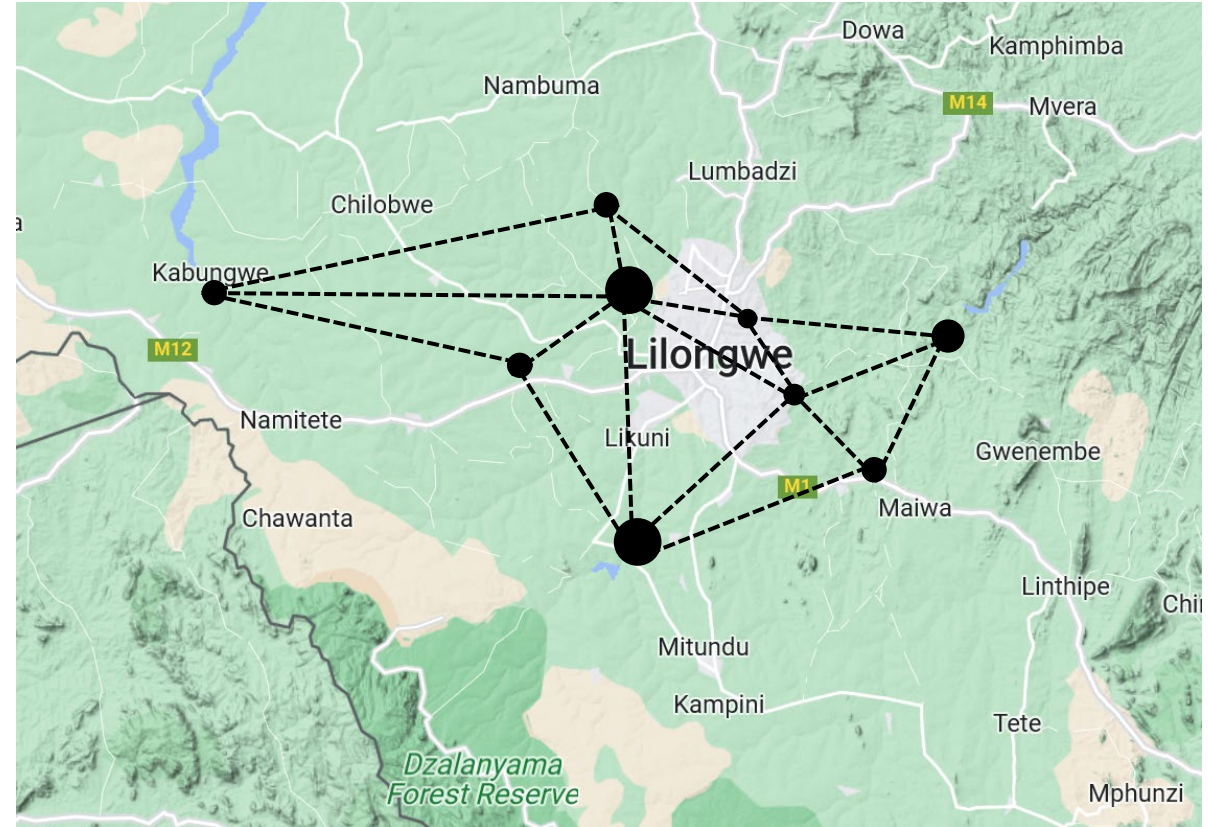 Dowa
Kamphimba
Nambuma
M14
Mvera
Lumbadzi
Chilobwe
a
Kabungwe
M12
Lilongwe
Namitete
Likuni
Gwenembe
M1
Maiwa
Chawanta
Linthipe
Chi
Mitundu
Kampini
Tete
Dzalanyama
Forest Reserve
Mphunzi